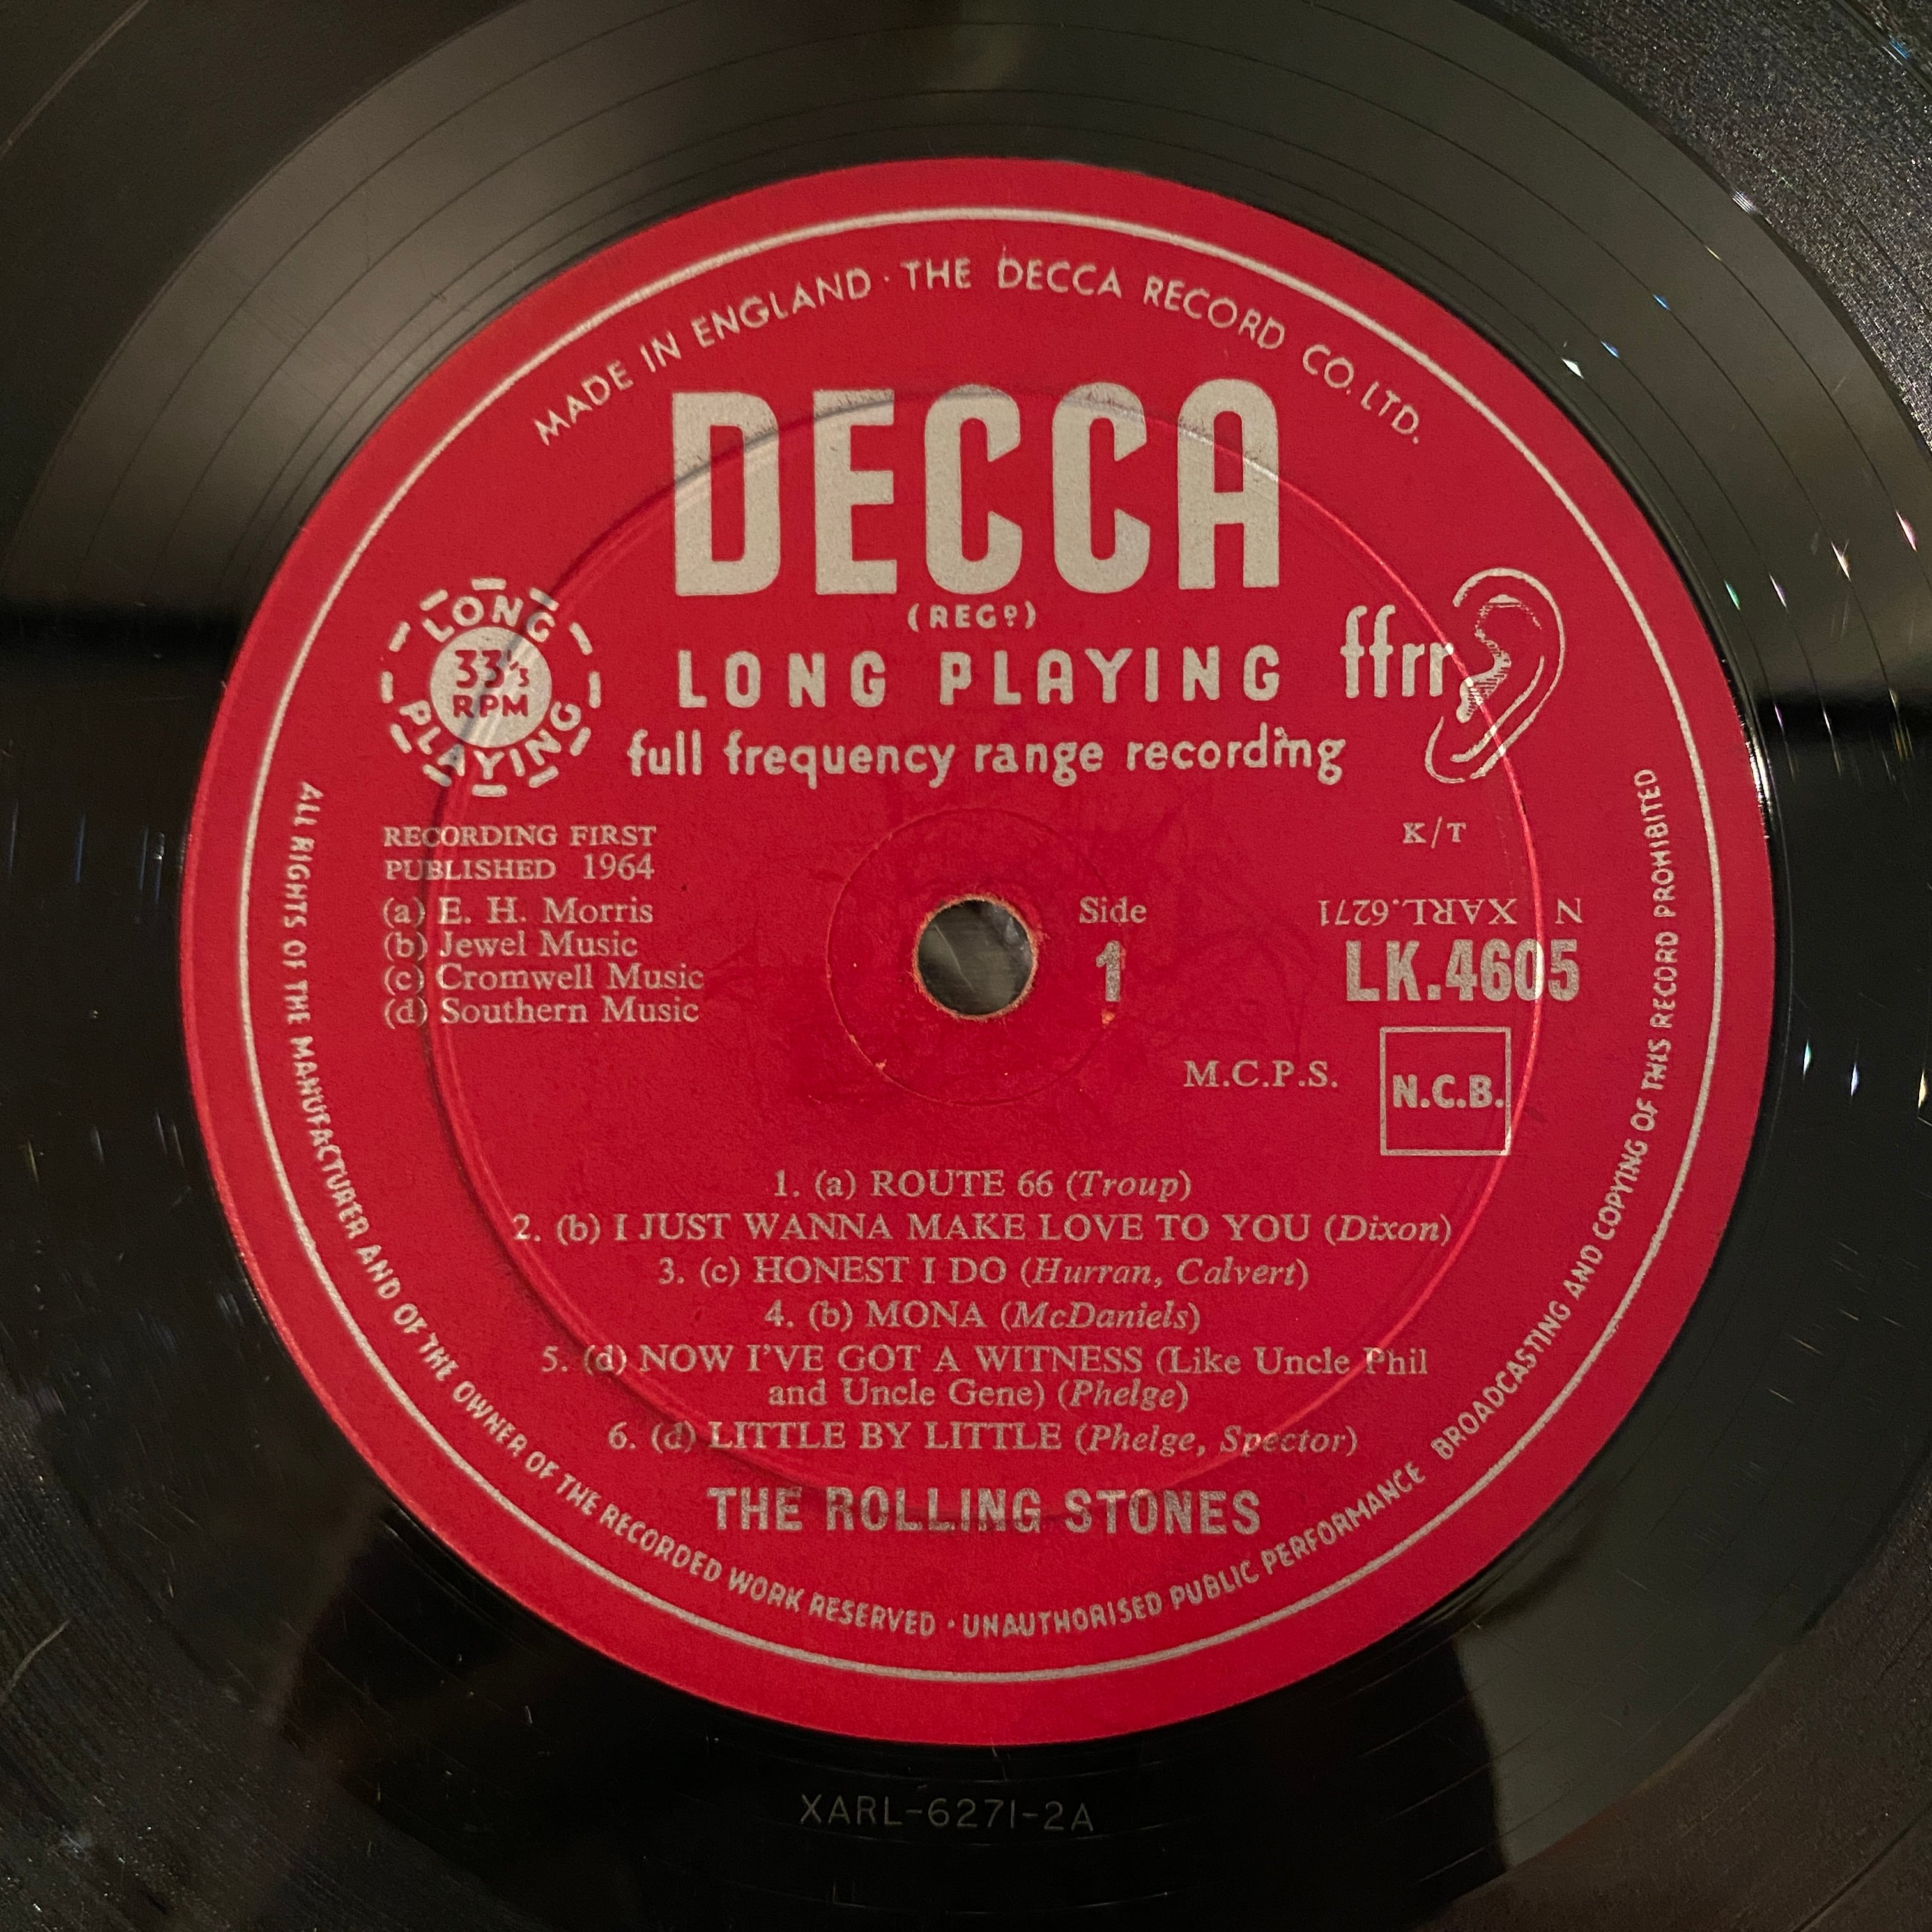 MADE IN ENGLAND · THE DECCA RECORD CO. LTD.
DECCA
(REGD)
LONG PLAYING
ffrr
full frequency range recording
LONG
33⅓
RPM
PLAYING
RECORDING FIRST
PUBLISHED 1964
(a) E. H. Morris
(b) Jewel Music
(c) Cromwell Music
(d) Southern Music
Side
1
K/T
N XARL.6271
LK.4605
M.C.P.S.
N.C.B.
1. (a) ROUTE 66 (Troup)
2. (b) I JUST WANNA MAKE LOVE TO YOU (Dixon)
3. (c) HONEST I DO (Hurran, Calvert)
4. (b) MONA (McDaniels)
5. (d) NOW I'VE GOT A WITNESS (Like Uncle Phil
and Uncle Gene) (Phelge)
6. (d) LITTLE BY LITTLE (Phelge, Spector)
THE ROLLING STONES
ALL RIGHTS OF THE MANUFACTURER AND OF THE OWNER OF THE RECORDED WORK RESERVED · UNAUTHORISED PUBLIC PERFORMANCE BROADCASTING AND COPYING OF THIS RECORD PROHIBITED
XARL-6271-2A